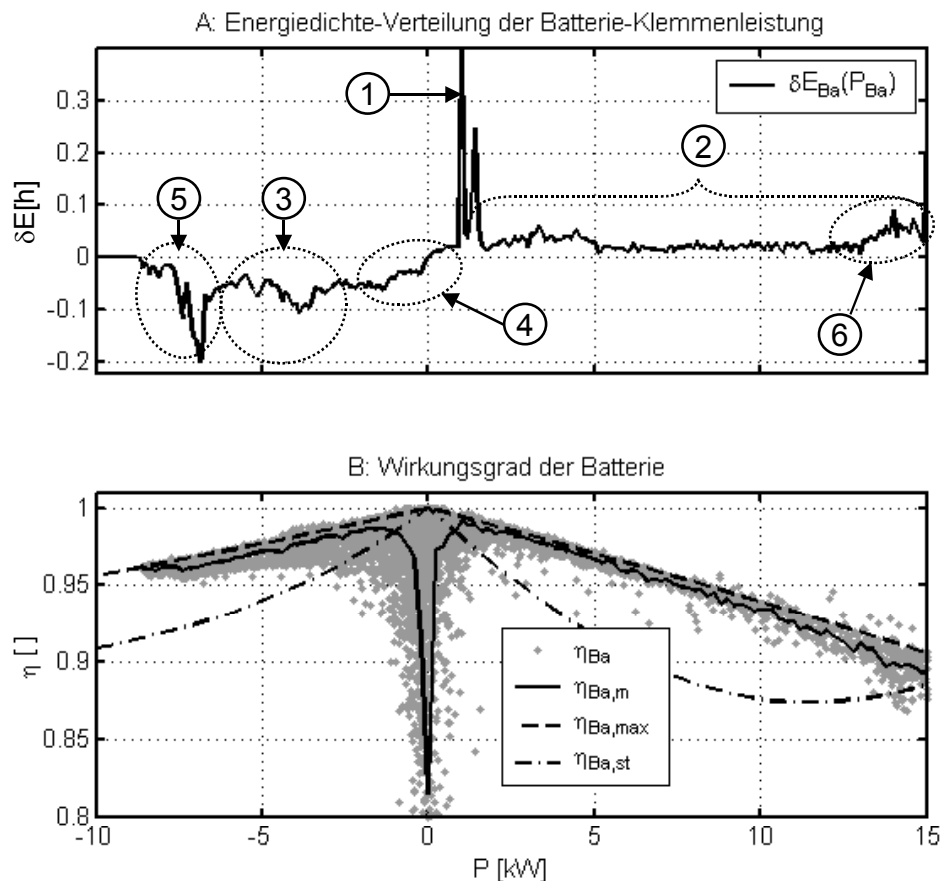 A: Energiedichte-Verteilung der Batterie-Klemmenleistung
δE[h]
0.3
0.2
0.1
0
-0.1
-0.2
δE_Ba(P_Ba)
1
2
5
3
4
6
B: Wirkungsgrad der Batterie
η []
1
0.95
0.9
0.85
0.8
η_Ba
η_Ba,m
η_Ba,max
η_Ba,st
-10 -5 0 5 10 15
P [kW]